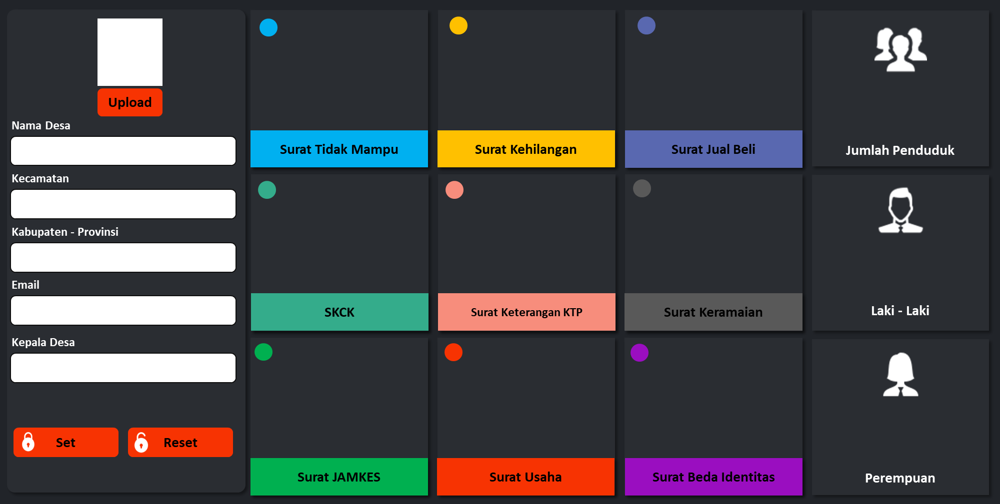 Upload
Nama Desa
Kecamatan
Kabupaten - Provinsi
Email
Kepala Desa
Set
Reset
Surat Tidak Mampu
Surat Kehilangan
Surat Jual Beli
Jumlah Penduduk
SKCK
Surat Keterangan KTP
Surat Keramaian
Laki - Laki
Surat JAMKES
Surat Usaha
Surat Beda Identitas
Perempuan